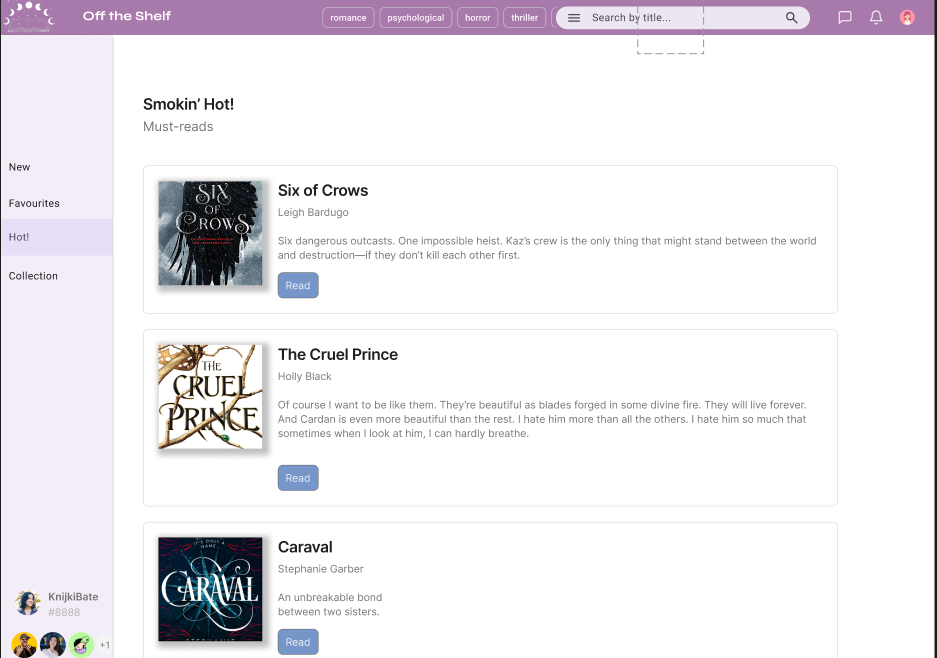 Off the Shelf
romance psychological horror thriller
Search by title...
Smokin' Hot!
Must-reads
New
Favourites
Hot!
Collection
SIX
OF
CROWS
Six of Crows
Leigh Bardugo
Six dangerous outcasts. One impossible heist. Kaz's crew is the only thing that might stand between the world
and destruction—if they don't kill each other first.
Read
THE
CRUEL
PRINCE
The Cruel Prince
Holly Black
Of course I want to be like them. They're beautiful as blades forged in some divine fire. They will live forever.
And Cardan is even more beautiful than the rest. I hate him more than all the others. I hate him so much that
sometimes when I look at him, I can hardly breathe.
Read
IT'S ONLY A
GAME
CARAVAL
STEPHANIE
Caraval
Stephanie Garber
An unbreakable bond
between two sisters.
Read
KnijkiBate
#8888
+1